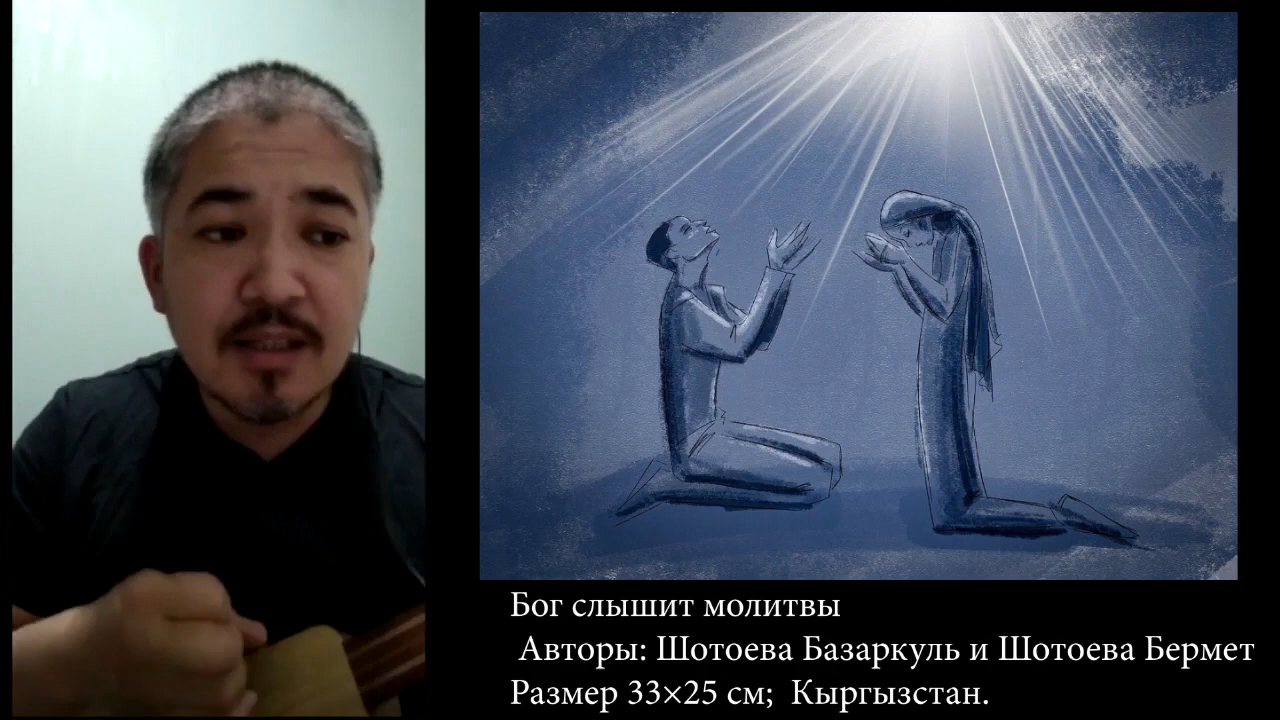 Бог слышит молитвы
Авторы: Шотоева Базаркуль и Шотоева Бермет
Размер 33×25 см; Кыргызстан.